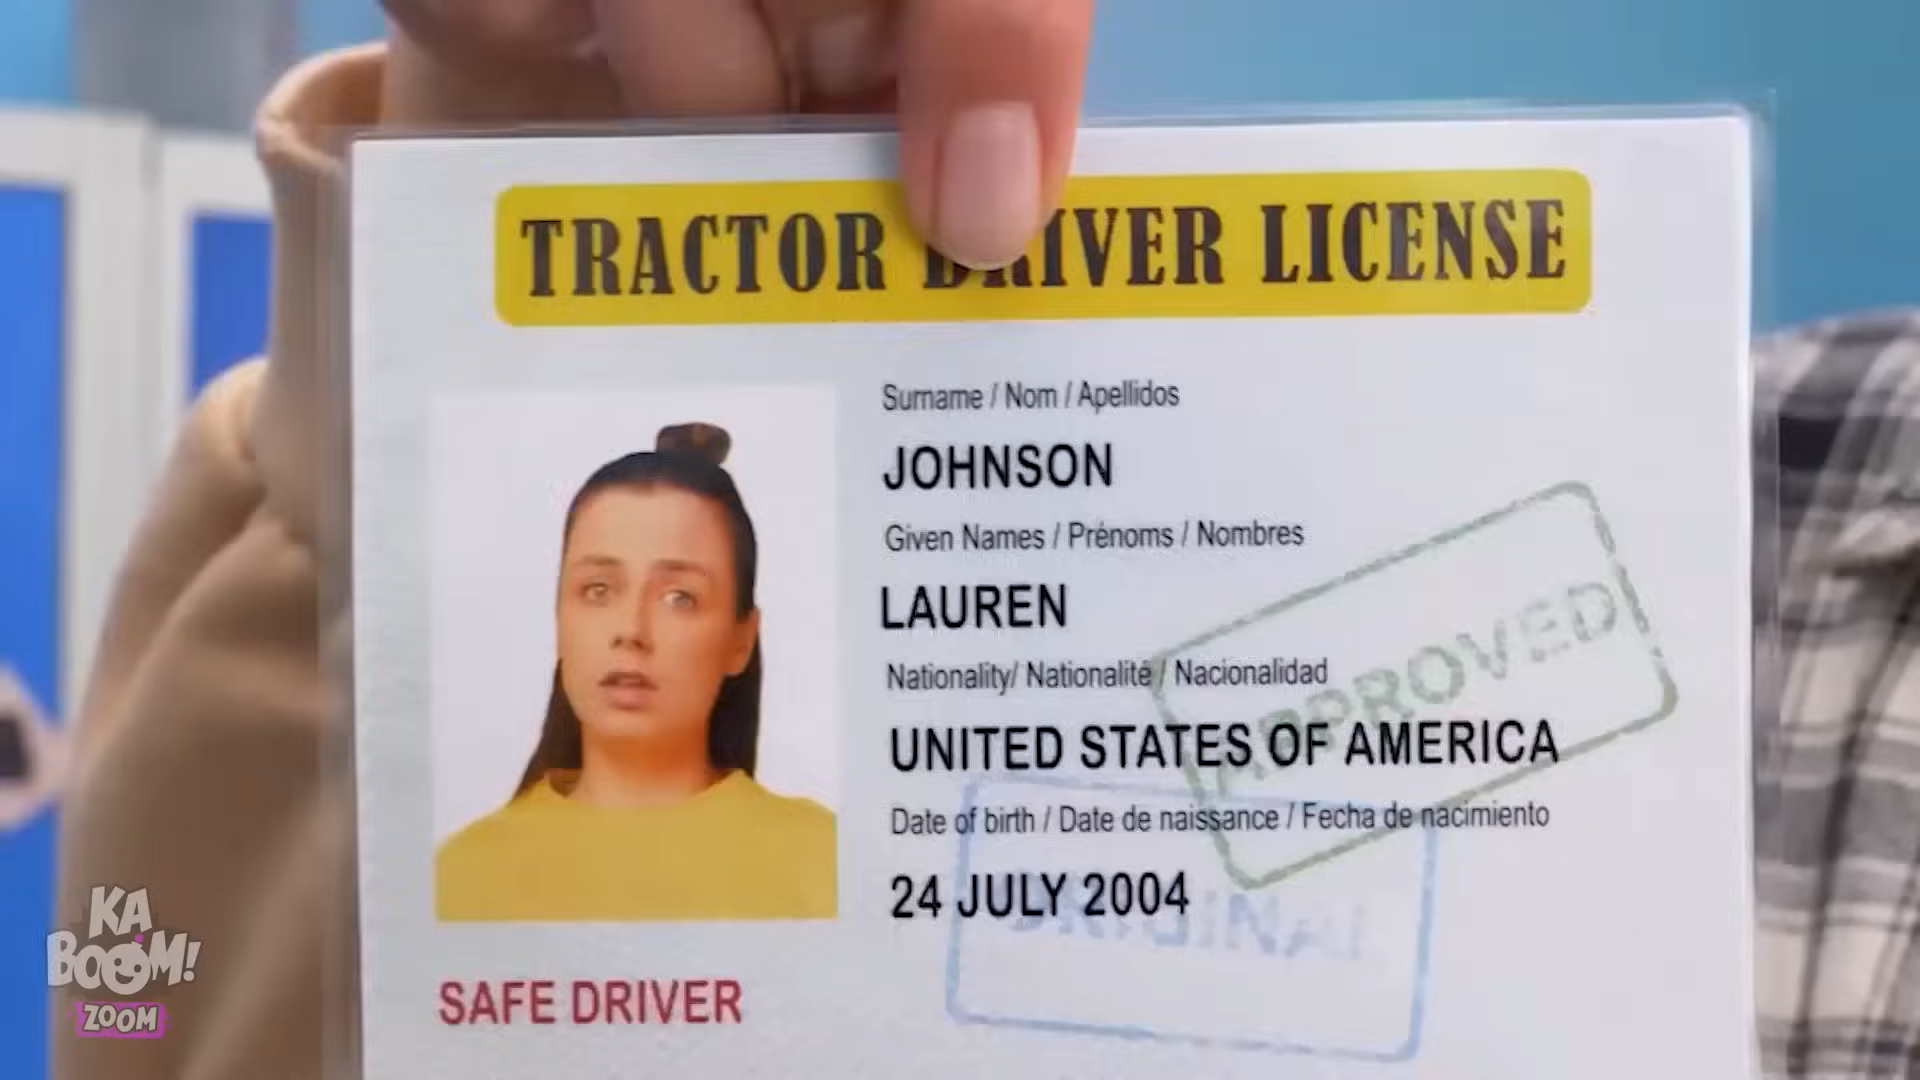 TRACTOR DRIVER LICENSE
Surname / Nom / Apellidos
JOHNSON
Given Names / Prénoms / Nombres
LAUREN
Nationality/ Nationalité / Nacionalidad
UNITED STATES OF AMERICA
APPROVED
Date of birth / Date de naissance / Fecha de nacimiento
24 JULY 2004
ORIGINAL
SAFE DRIVER
KA
BOOM!
ZOOM